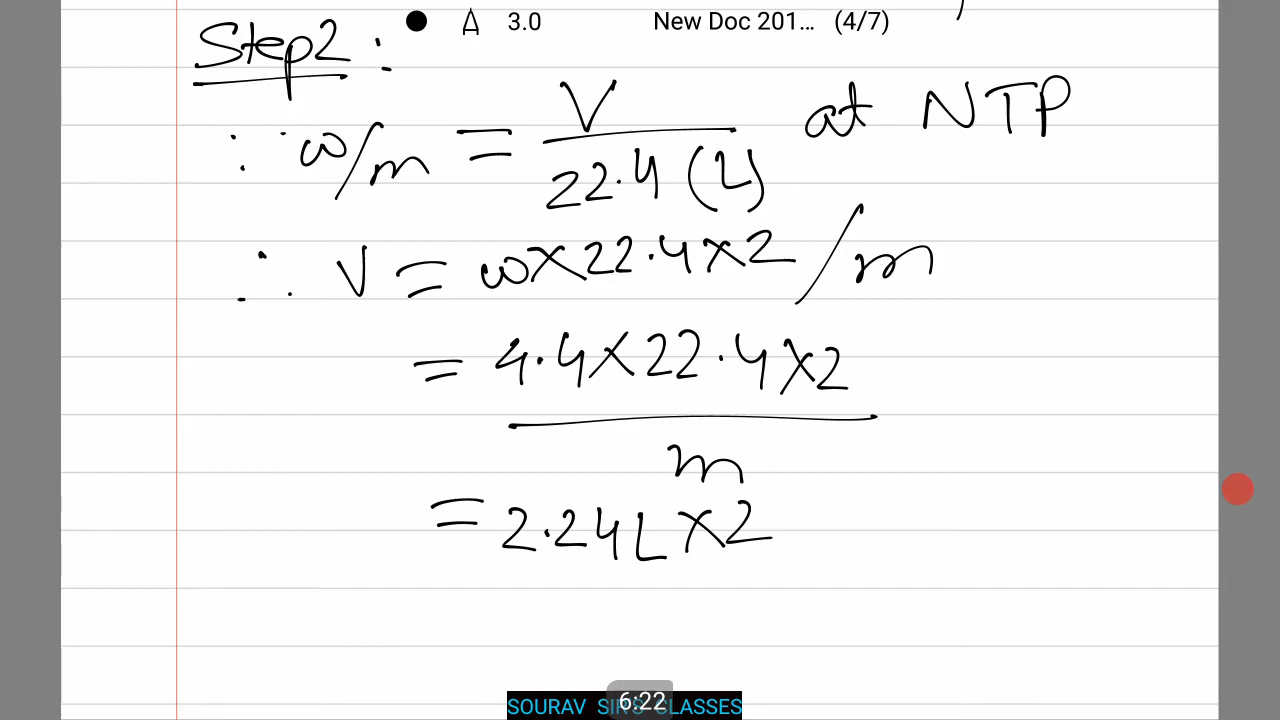 A 3.0 New Doc 201... (4/7)
Step2 :
∵ w/m = V / 22.4 (L) at NTP
∴ V = w×22.4×2/m
= 4.4×22.4×2 / m
= 2.24L×2
6:22
SOURAV SIR'S CLASSES